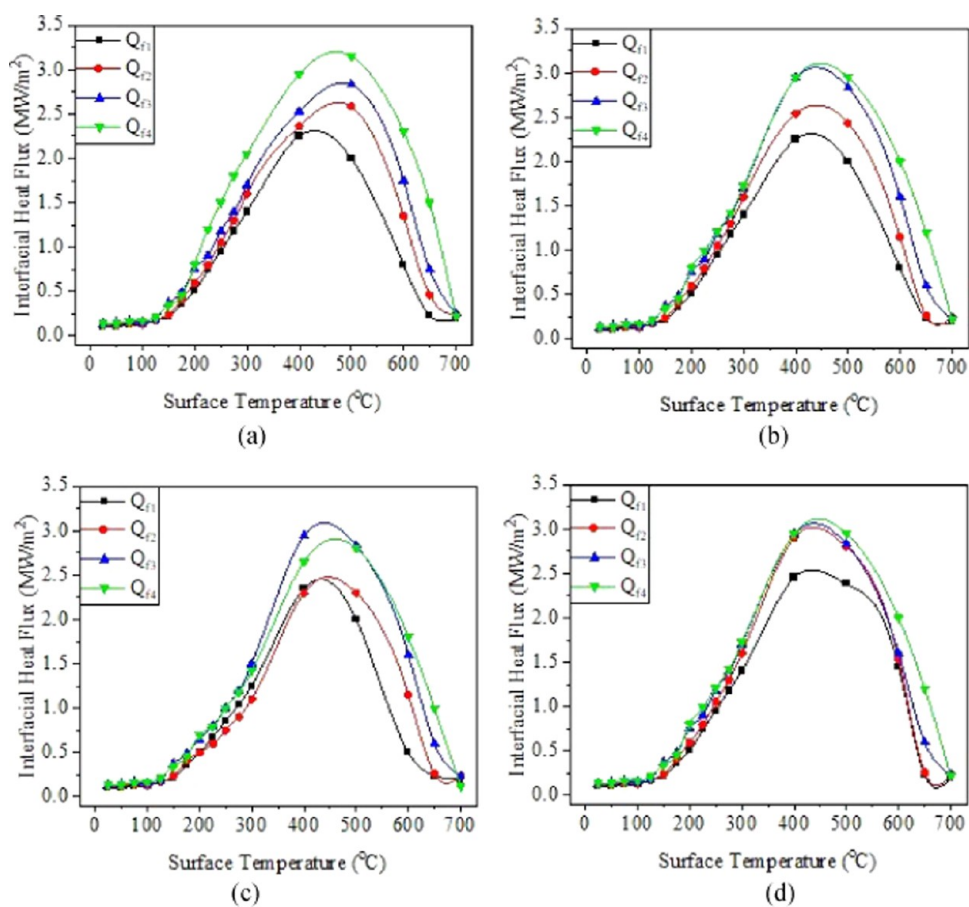 3.5
3.0
2.5
2.0
1.5
1.0
0.5
0.0
Interfacial Heat Flux (MW/m²)
Qf1
Qf2
Qf3
Qf4
0 100 200 300 400 500 600 700
Surface Temperature (⁰C)
(a)
3.5
3.0
2.5
2.0
1.5
1.0
0.5
0.0
Interfacial Heat Flux (MW/m²)
Qf1
Qf2
Qf3
Qf4
0 100 200 300 400 500 600 700
Surface Temperature (⁰C)
(b)
3.5
3.0
2.5
2.0
1.5
1.0
0.5
0.0
Interfacial Heat Flux (MW/m²)
Qf1
Qf2
Qf3
Qf4
0 100 200 300 400 500 600 700
Surface Temperature (⁰C)
(c)
3.5
3.0
2.5
2.0
1.5
1.0
0.5
0.0
Interfacial Heat Flux (MW/m²)
Qf1
Qf2
Qf3
Qf4
0 100 200 300 400 500 600 700
Surface Temperature (⁰C)
(d)